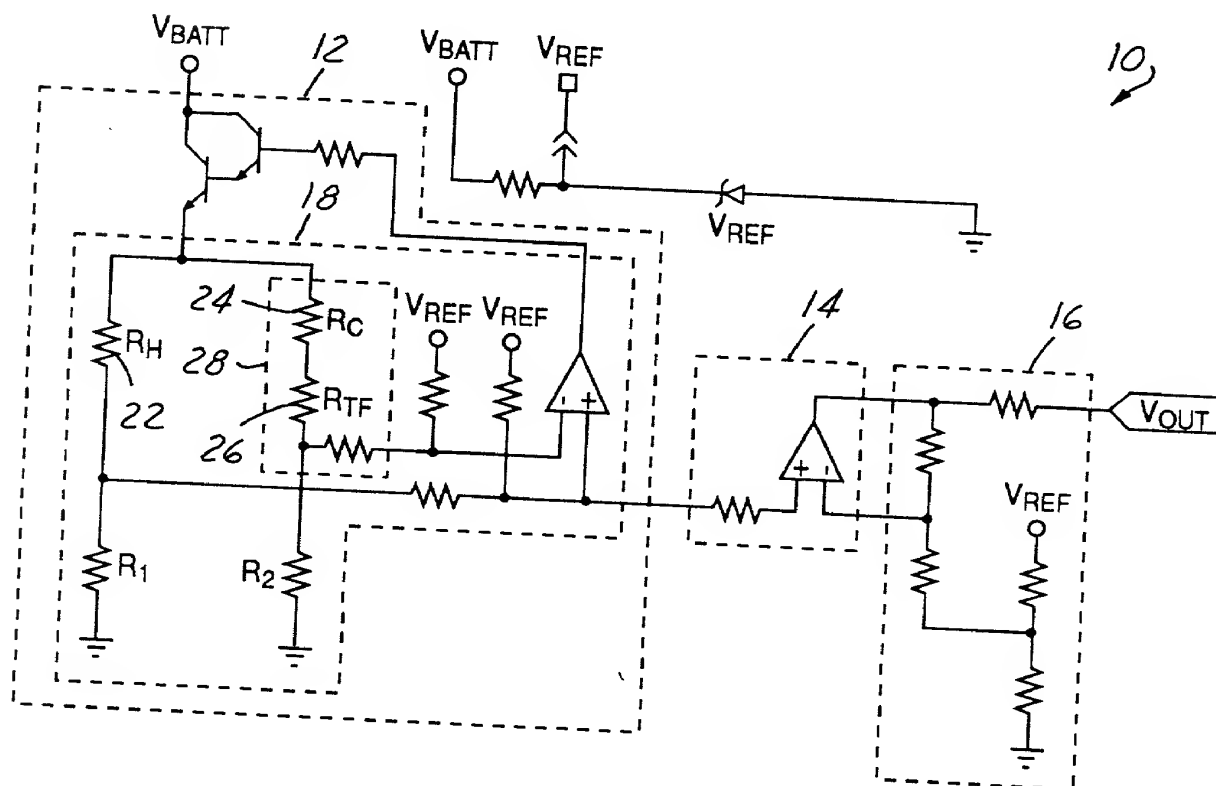 VBATT
12
VBATT
VREF
10
18
VREF
24
RC
VREF
VREF
14
16
RH
28
22
RTF
26
VOUT
VREF
R1
R2
- +
+ -